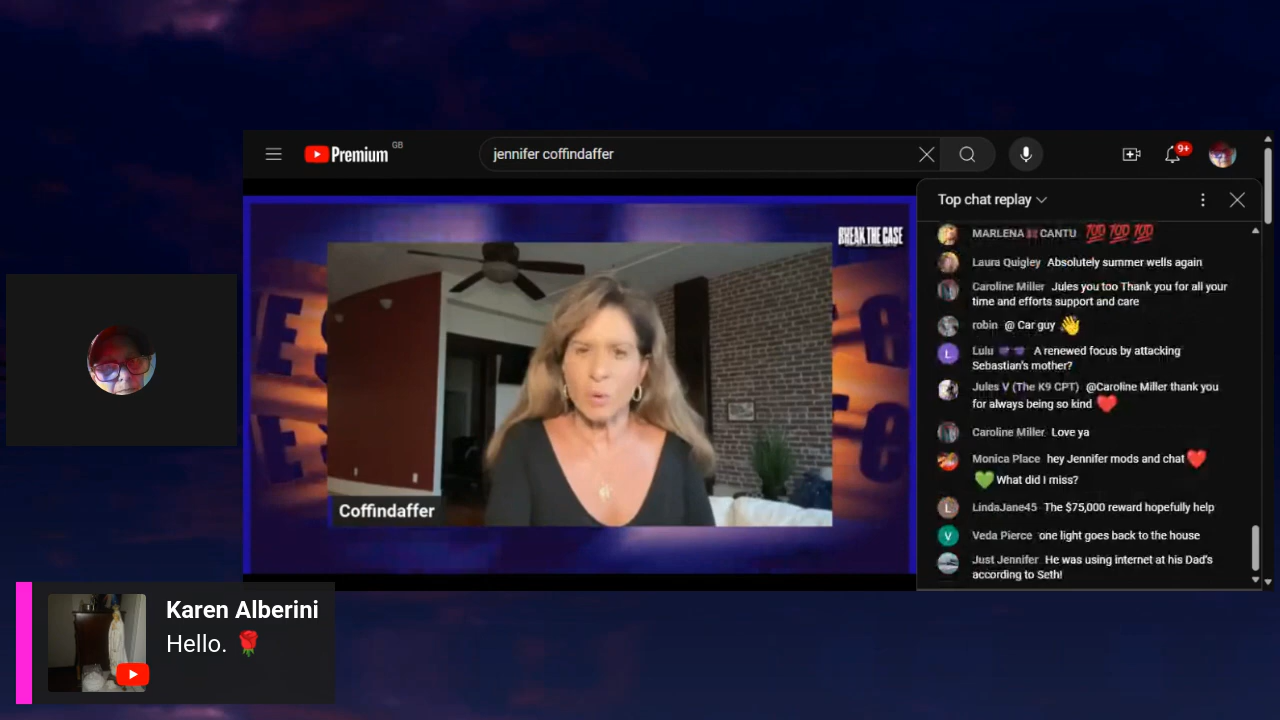 Premium GB
jennifer coffindaffer
9+
BREAK THE CASE
Coffindaffer
Top chat replay
MARLENA CANTU 💯 💯 💯
Laura Quigley Absolutely summer wells again
Caroline Miller Jules you too Thank you for all your
time and efforts support and care
robin @ Car guy 👋
L
Lulu A renewed focus by attacking
Sebastian's mother?
Jules V (The K9 CPT) @Caroline Miller thank you
for always being so kind ❤️
Caroline Miller Love ya
Monica Place hey Jennifer mods and chat ❤️
💚 What did I miss?
L
LindaJane45 The $75,000 reward hopefully help
V
Veda Pierce one light goes back to the house
Just Jennifer He was using internet at his Dad's
according to Seth!
Karen Alberini
Hello. 🌹